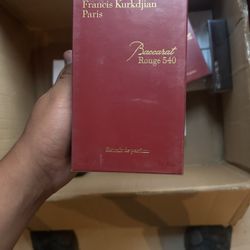 Francis Kurkdjian
Paris
Baccarat
Rouge 540
Extrait de parfum